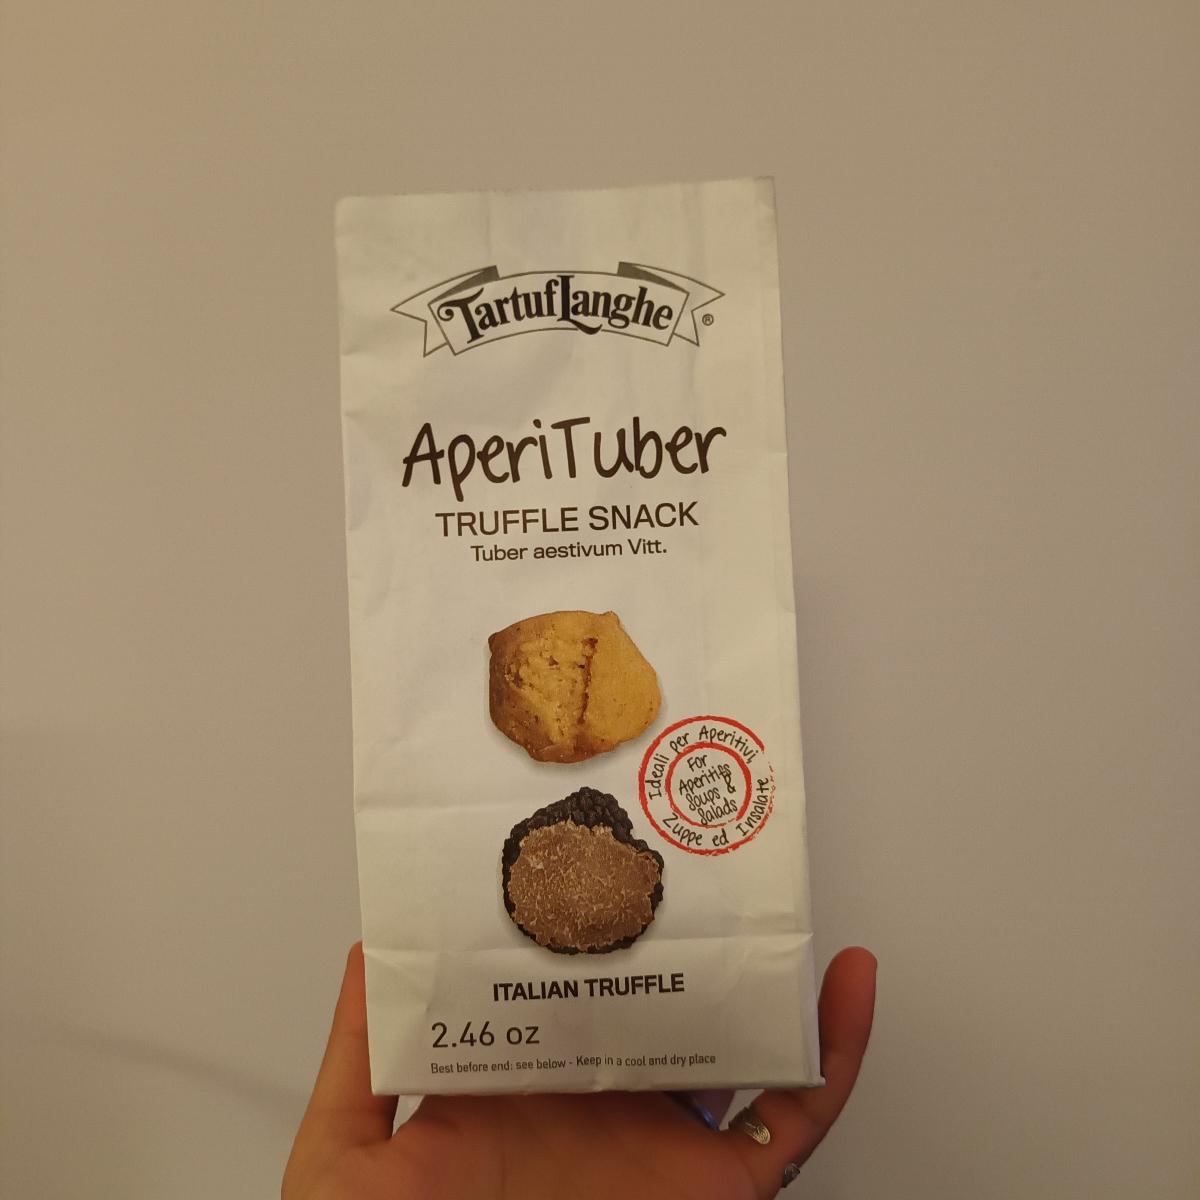 TartufLanghe ®
AperiTuber
TRUFFLE SNACK
Tuber aestivum Vitt.
Ideali per Aperitivi,
Zuppe ed Insalate
For
Aperitifs
Soups &
Salads
ITALIAN TRUFFLE
2.46 oz
Best before end: see below - Keep in a cool and dry place